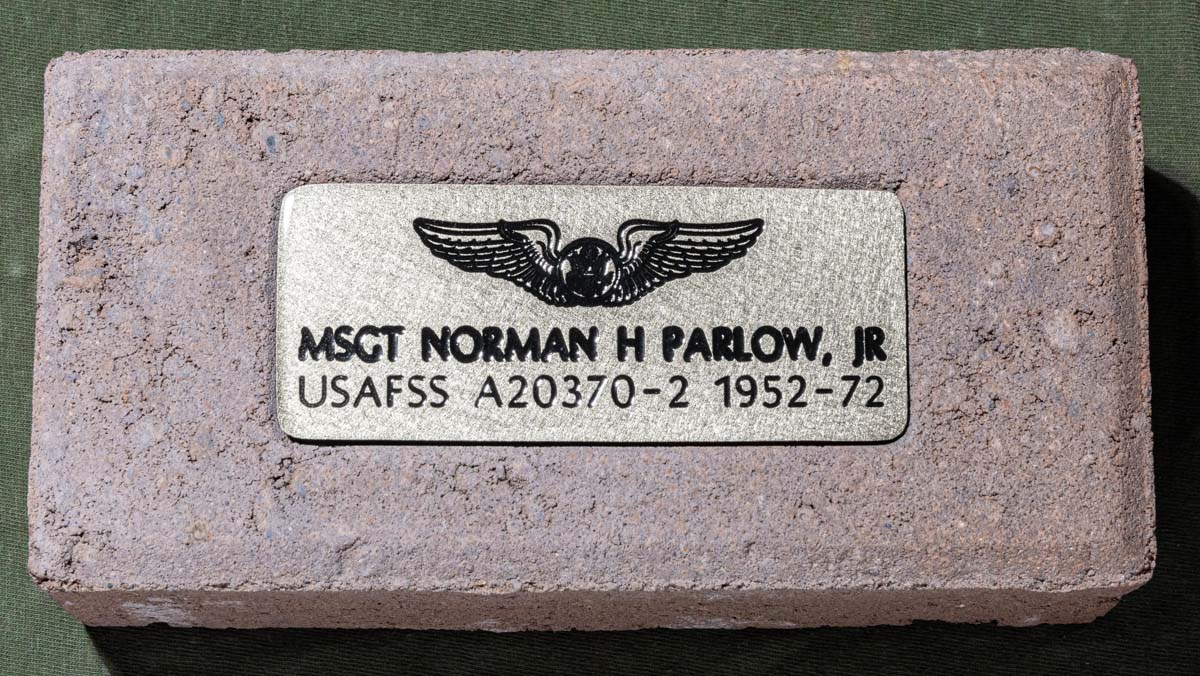 MSGT NORMAN H PARLOW, JR
USAFSS A20370-2 1952-72